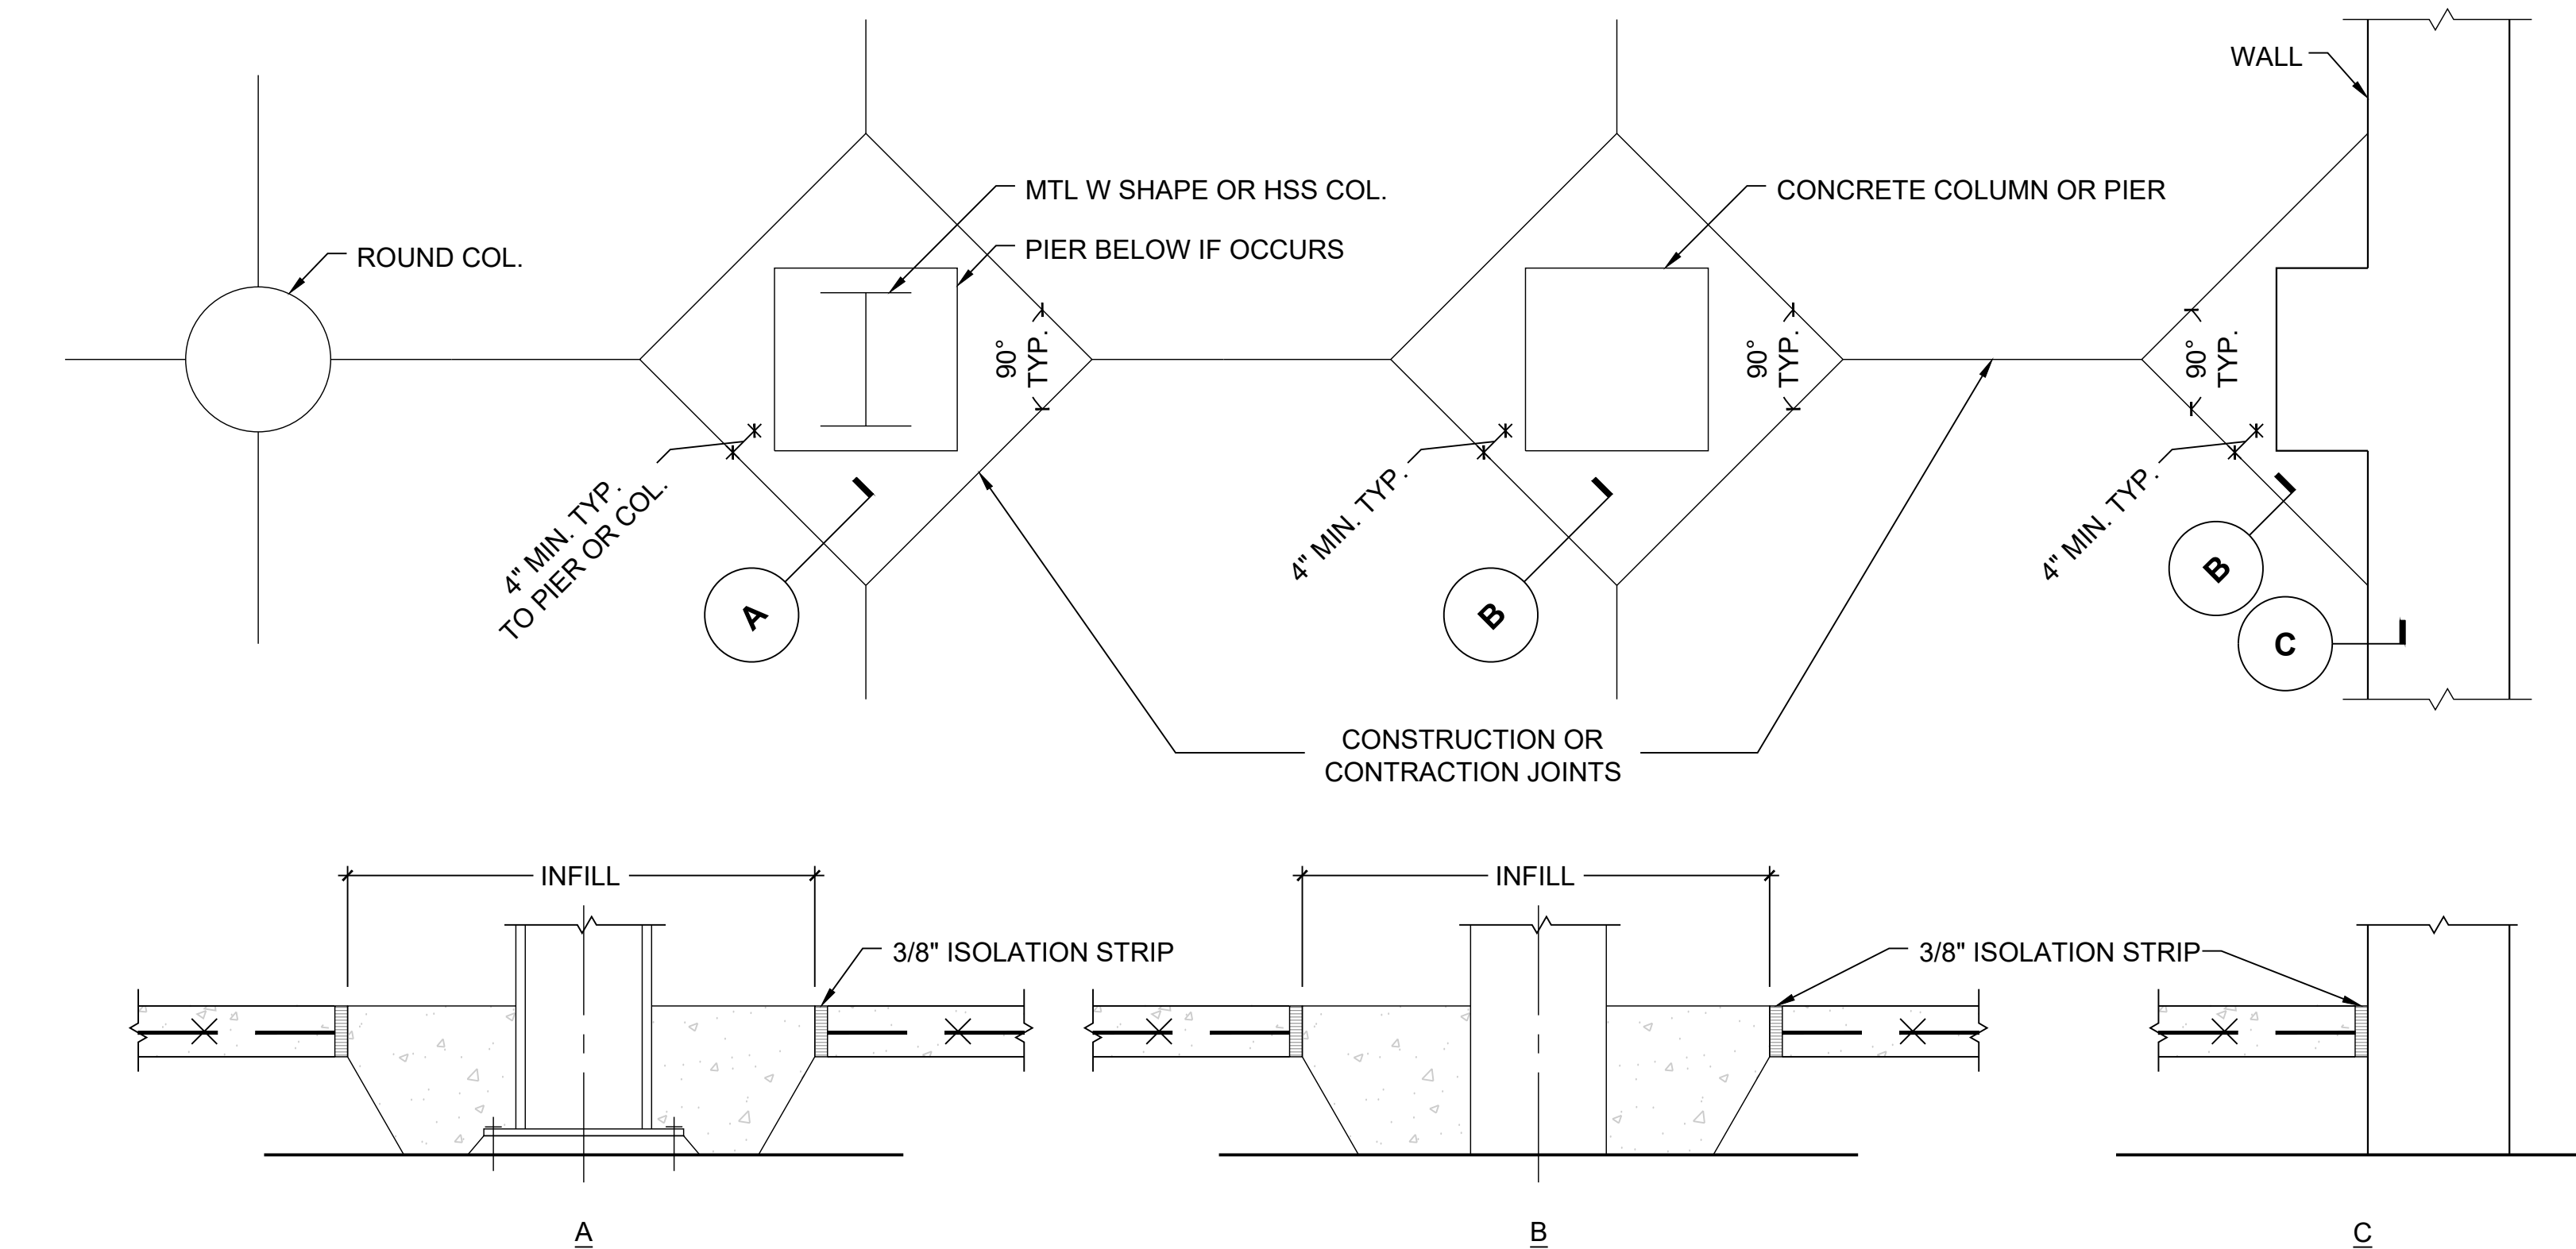 WALL
MTL W SHAPE OR HSS COL.
CONCRETE COLUMN OR PIER
PIER BELOW IF OCCURS
ROUND COL.
90°
TYP.
90°
TYP.
90°
TYP.
4" MIN. TYP.
TO PIER OR COL.
4" MIN. TYP.
4" MIN. TYP.
A
B
B
C
CONSTRUCTION OR
CONTRACTION JOINTS
INFILL
INFILL
3/8" ISOLATION STRIP
3/8" ISOLATION STRIP
A
B
C